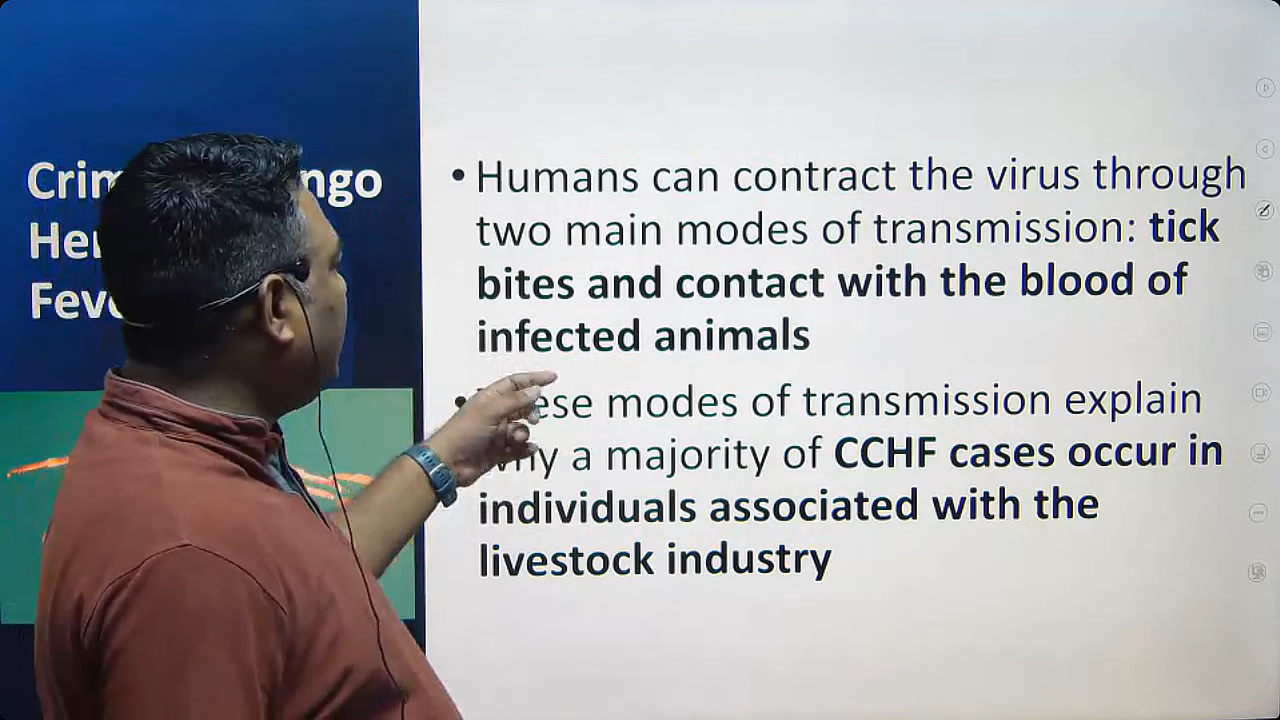 Crim ngo
Hem
Feve
• Humans can contract the virus through
two main modes of transmission: tick
bites and contact with the blood of
infected animals
• ese modes of transmission explain
why a majority of CCHF cases occur in
individuals associated with the
livestock industry